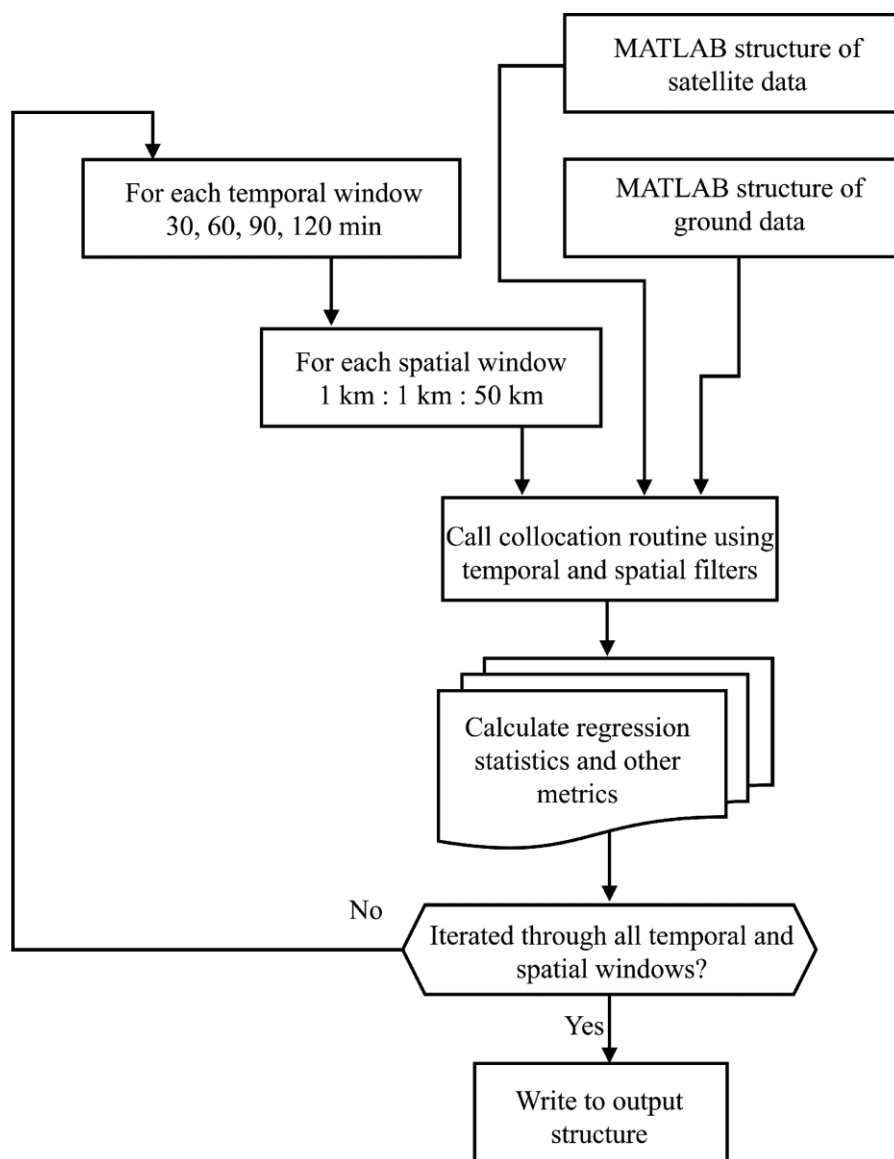 MATLAB structure of
satellite data
MATLAB structure of
ground data
For each temporal window
30, 60, 90, 120 min
For each spatial window
1 km : 1 km : 50 km
Call collocation routine using
temporal and spatial filters
Calculate regression
statistics and other
metrics
No
Iterated through all temporal and
spatial windows?
Yes
Write to output
structure